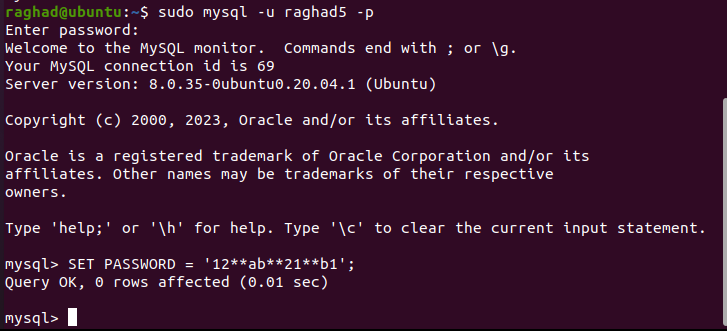 raghad@ubuntu:~$ sudo mysql -u raghad5 -p
Enter password:
Welcome to the MySQL monitor.  Commands end with ; or \g.
Your MySQL connection id is 69
Server version: 8.0.35-0ubuntu0.20.04.1 (Ubuntu)

Copyright (c) 2000, 2023, Oracle and/or its affiliates.

Oracle is a registered trademark of Oracle Corporation and/or its
affiliates. Other names may be trademarks of their respective
owners.

Type 'help;' or '\h' for help. Type '\c' to clear the current input statement.

mysql> SET PASSWORD = '12**ab**21**b1';
Query OK, 0 rows affected (0.01 sec)

mysql>